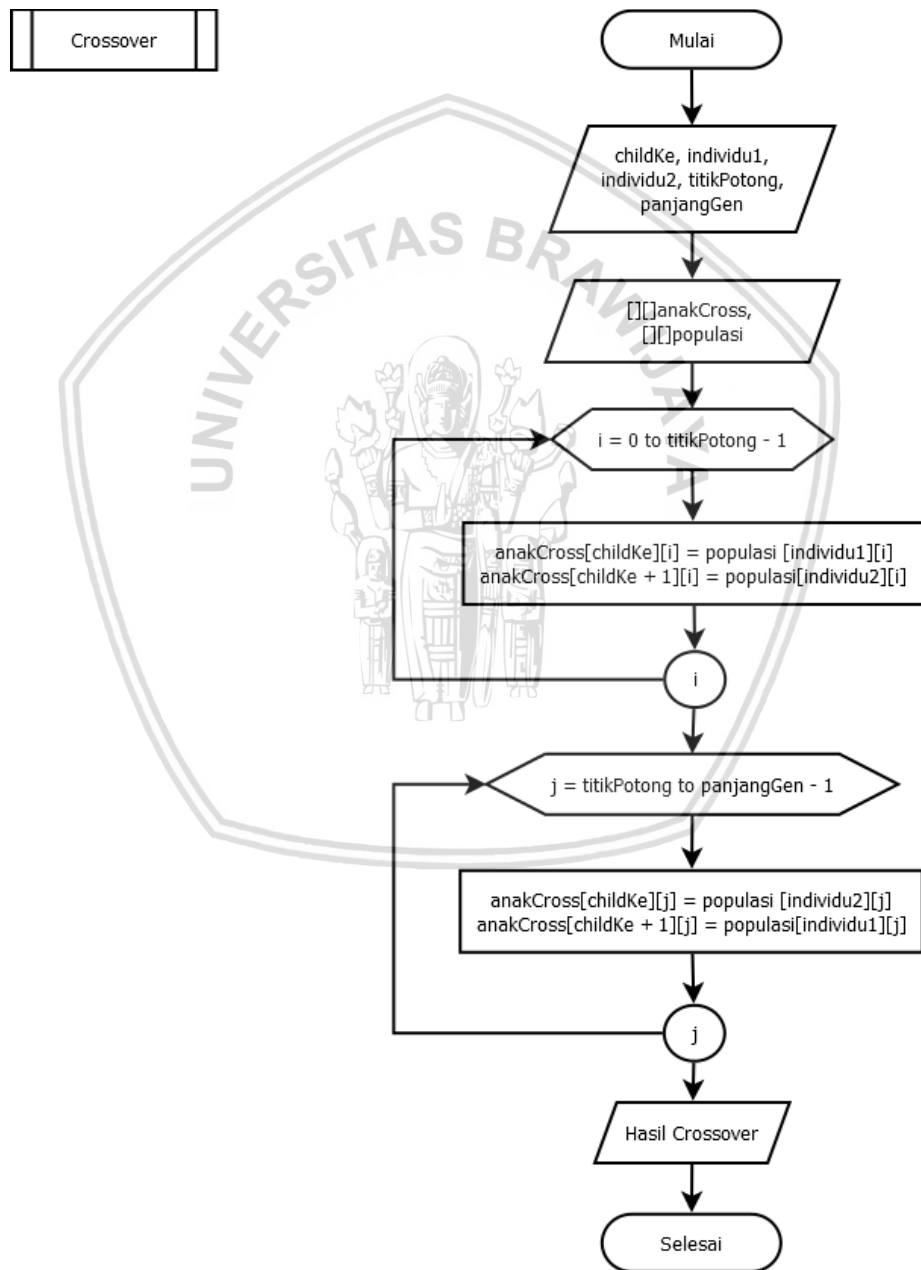 Crossover
Mulai
childKe, individu1,
individu2, titikPotong,
panjangGen
UNIVERSITAS BRAWIJAYA
[][]anakCross,
[][]populasi
i = 0 to titikPotong - 1
anakCross[childKe][i] = populasi [individu1][i]
anakCross[childKe + 1][i] = populasi[individu2][i]
i
j = titikPotong to panjangGen - 1
anakCross[childKe][j] = populasi [individu2][j]
anakCross[childKe + 1][j] = populasi[individu1][j]
j
Hasil Crossover
Selesai